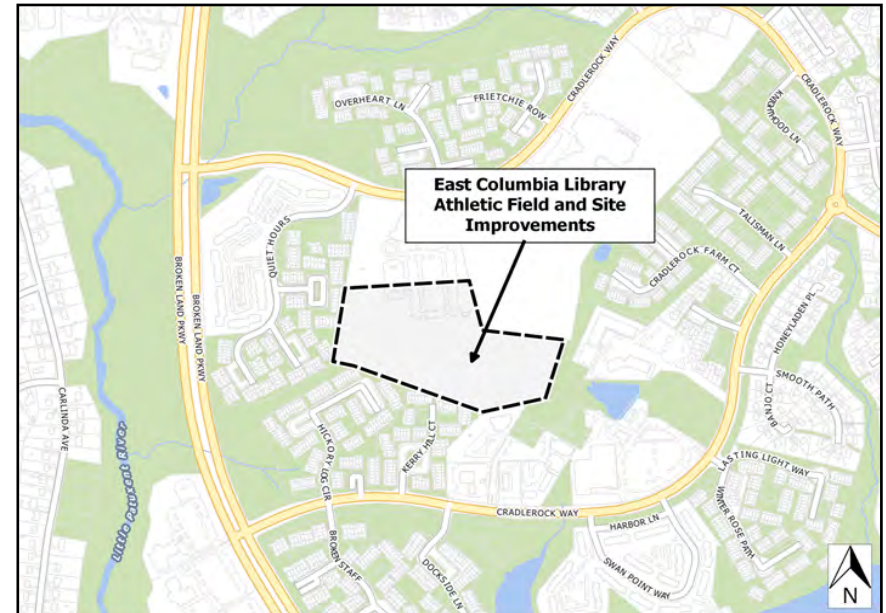 CRADLEROCK WAY
CRADLEROCK WAY
OVERHEART LN
FRIETCHIE ROW
KNIGHTHOOD LN
East Columbia Library
Athletic Field and Site
Improvements
TALISMAN LN
QUIET HOURS
CRADLEROCK FARM CT
BROKEN LAND PKWY
BROKEN LAND PKWY
HONEYLADEN PL
SMOOTH PATH
BANJO CT
CARLINDA AVE
Little Patuxent River
HICKORY LOG CIR
KERRY HILL CT
LASTING LIGHT WAY
WINTER ROSE PATH
CRADLEROCK WAY
HARBOR LN
BROKEN STAFF
DOCKSIDE LN
SWAN POINT WAY
N